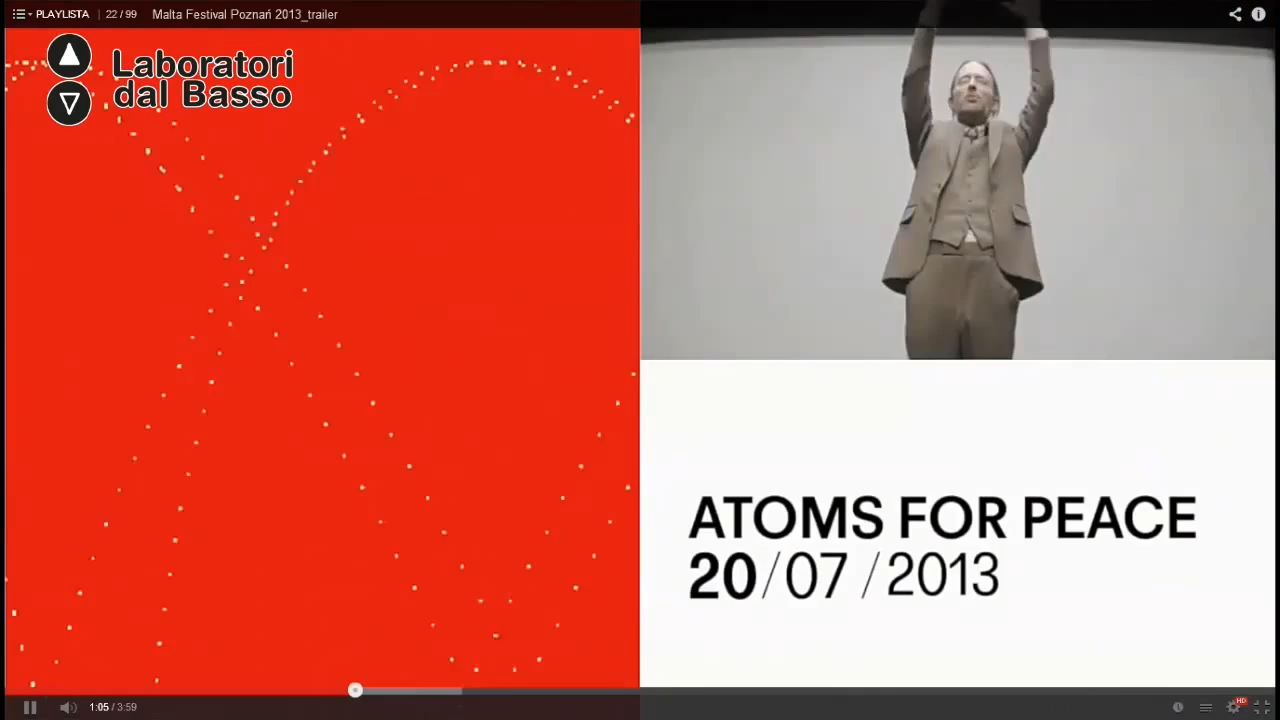 PLAYLISTA 22 / 99 Malta Festival Poznań 2013_trailer
Laboratori
dal Basso
ATOMS FOR PEACE
20/07/2013
1:05 / 3:59
HD